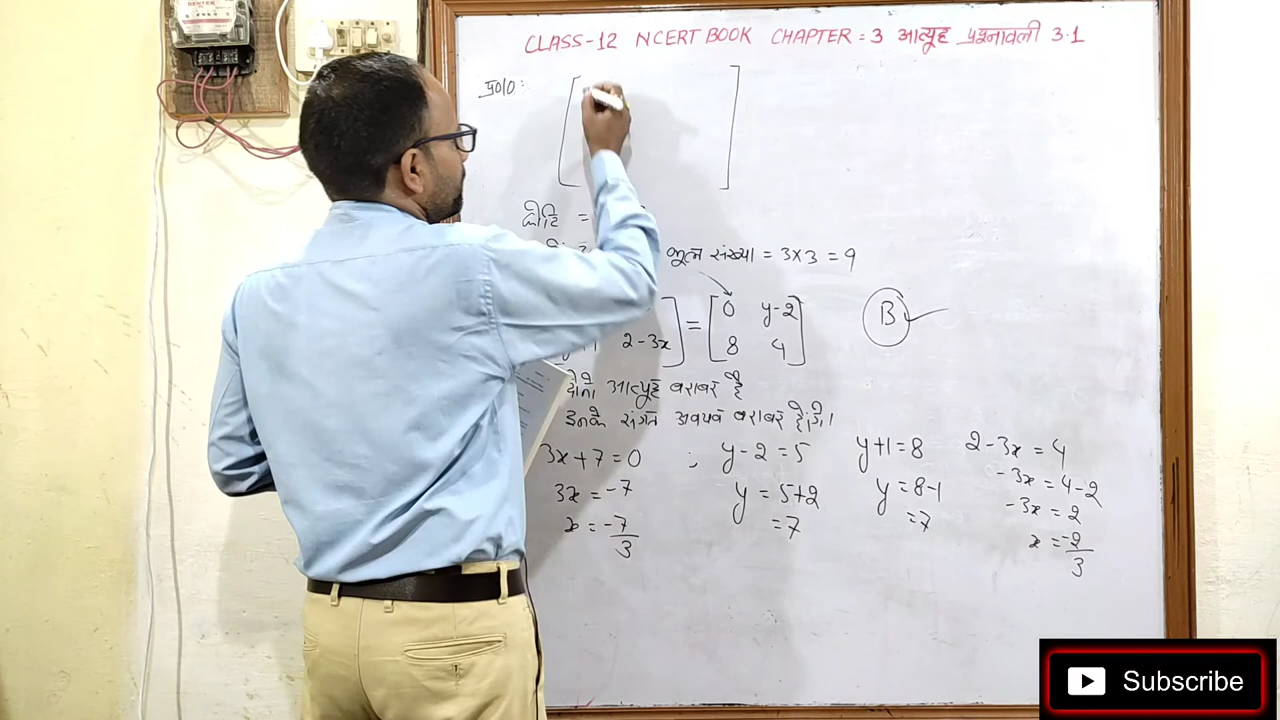 CLASS-12 NCERT BOOK CHAPTER = 3 आव्यूह प्रश्नावली 3.1
प्र010:
कोटि =
कुल संख्या = 3×3 = 9
2-3x ] = [ 0 y-2
8 4 ]
B ✓
दोनों आव्यूह बराबर है
उनके संगत अवयव बराबर होंगे।
3x+7=0 ; y-2=5 y+1=8 2-3x=4
3x=-7 y=5+2 y=8-1 -3x=4-2
x=-7/3 =7 =7 -3x=2
x=-2/3
Subscribe